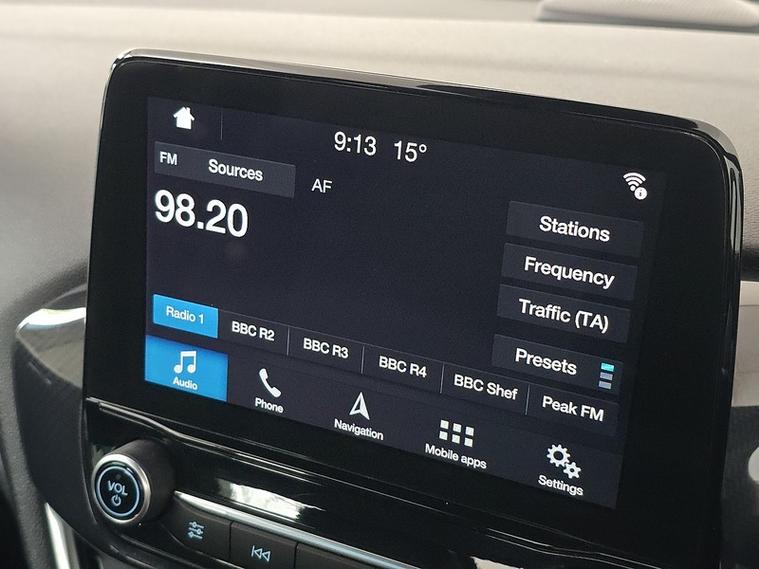 9:13 15°
FM Sources
AF
98.20
Stations
Frequency
Traffic (TA)
Presets
Radio 1 BBC R2 BBC R3 BBC R4 BBC Shef Peak FM
Audio Phone Navigation Mobile apps Settings
VOL